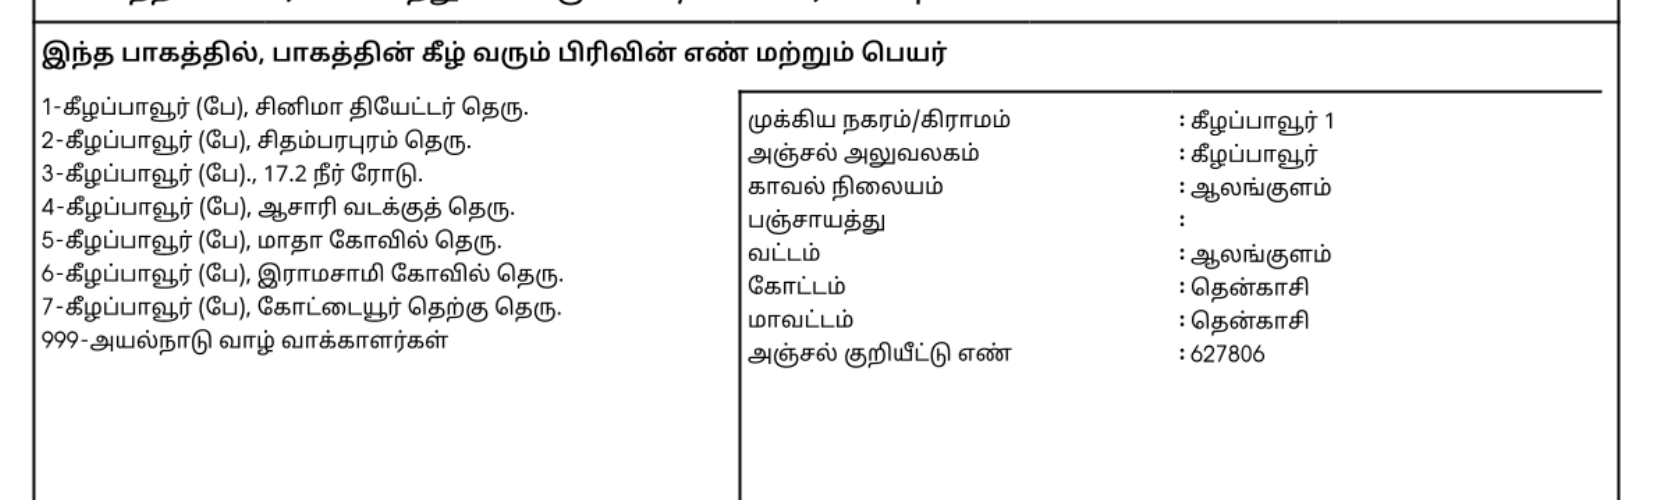 இந்த பாகத்தில், பாகத்தின் கீழ் வரும் பிரிவின் எண் மற்றும் பெயர்
1-கீழப்பாவூர் (பே), சினிமா தியேட்டர் தெரு.
2-கீழப்பாவூர் (பே), சிதம்பரபுரம் தெரு.
3-கீழப்பாவூர் (பே)., 17.2 நீர் ரோடு.
4-கீழப்பாவூர் (பே), ஆசாரி வடக்குத் தெரு.
5-கீழப்பாவூர் (பே), மாதா கோவில் தெரு.
6-கீழப்பாவூர் (பே), இராமசாமி கோவில் தெரு.
7-கீழப்பாவூர் (பே), கோட்டையூர் தெற்கு தெரு.
999-அயல்நாடு வாழ் வாக்காளர்கள்
முக்கிய நகரம்/கிராமம் : கீழப்பாவூர் 1
அஞ்சல் அலுவலகம் : கீழப்பாவூர்
காவல் நிலையம் : ஆலங்குளம்
பஞ்சாயத்து :
வட்டம் : ஆலங்குளம்
கோட்டம் : தென்காசி
மாவட்டம் : தென்காசி
அஞ்சல் குறியீட்டு எண் : 627806